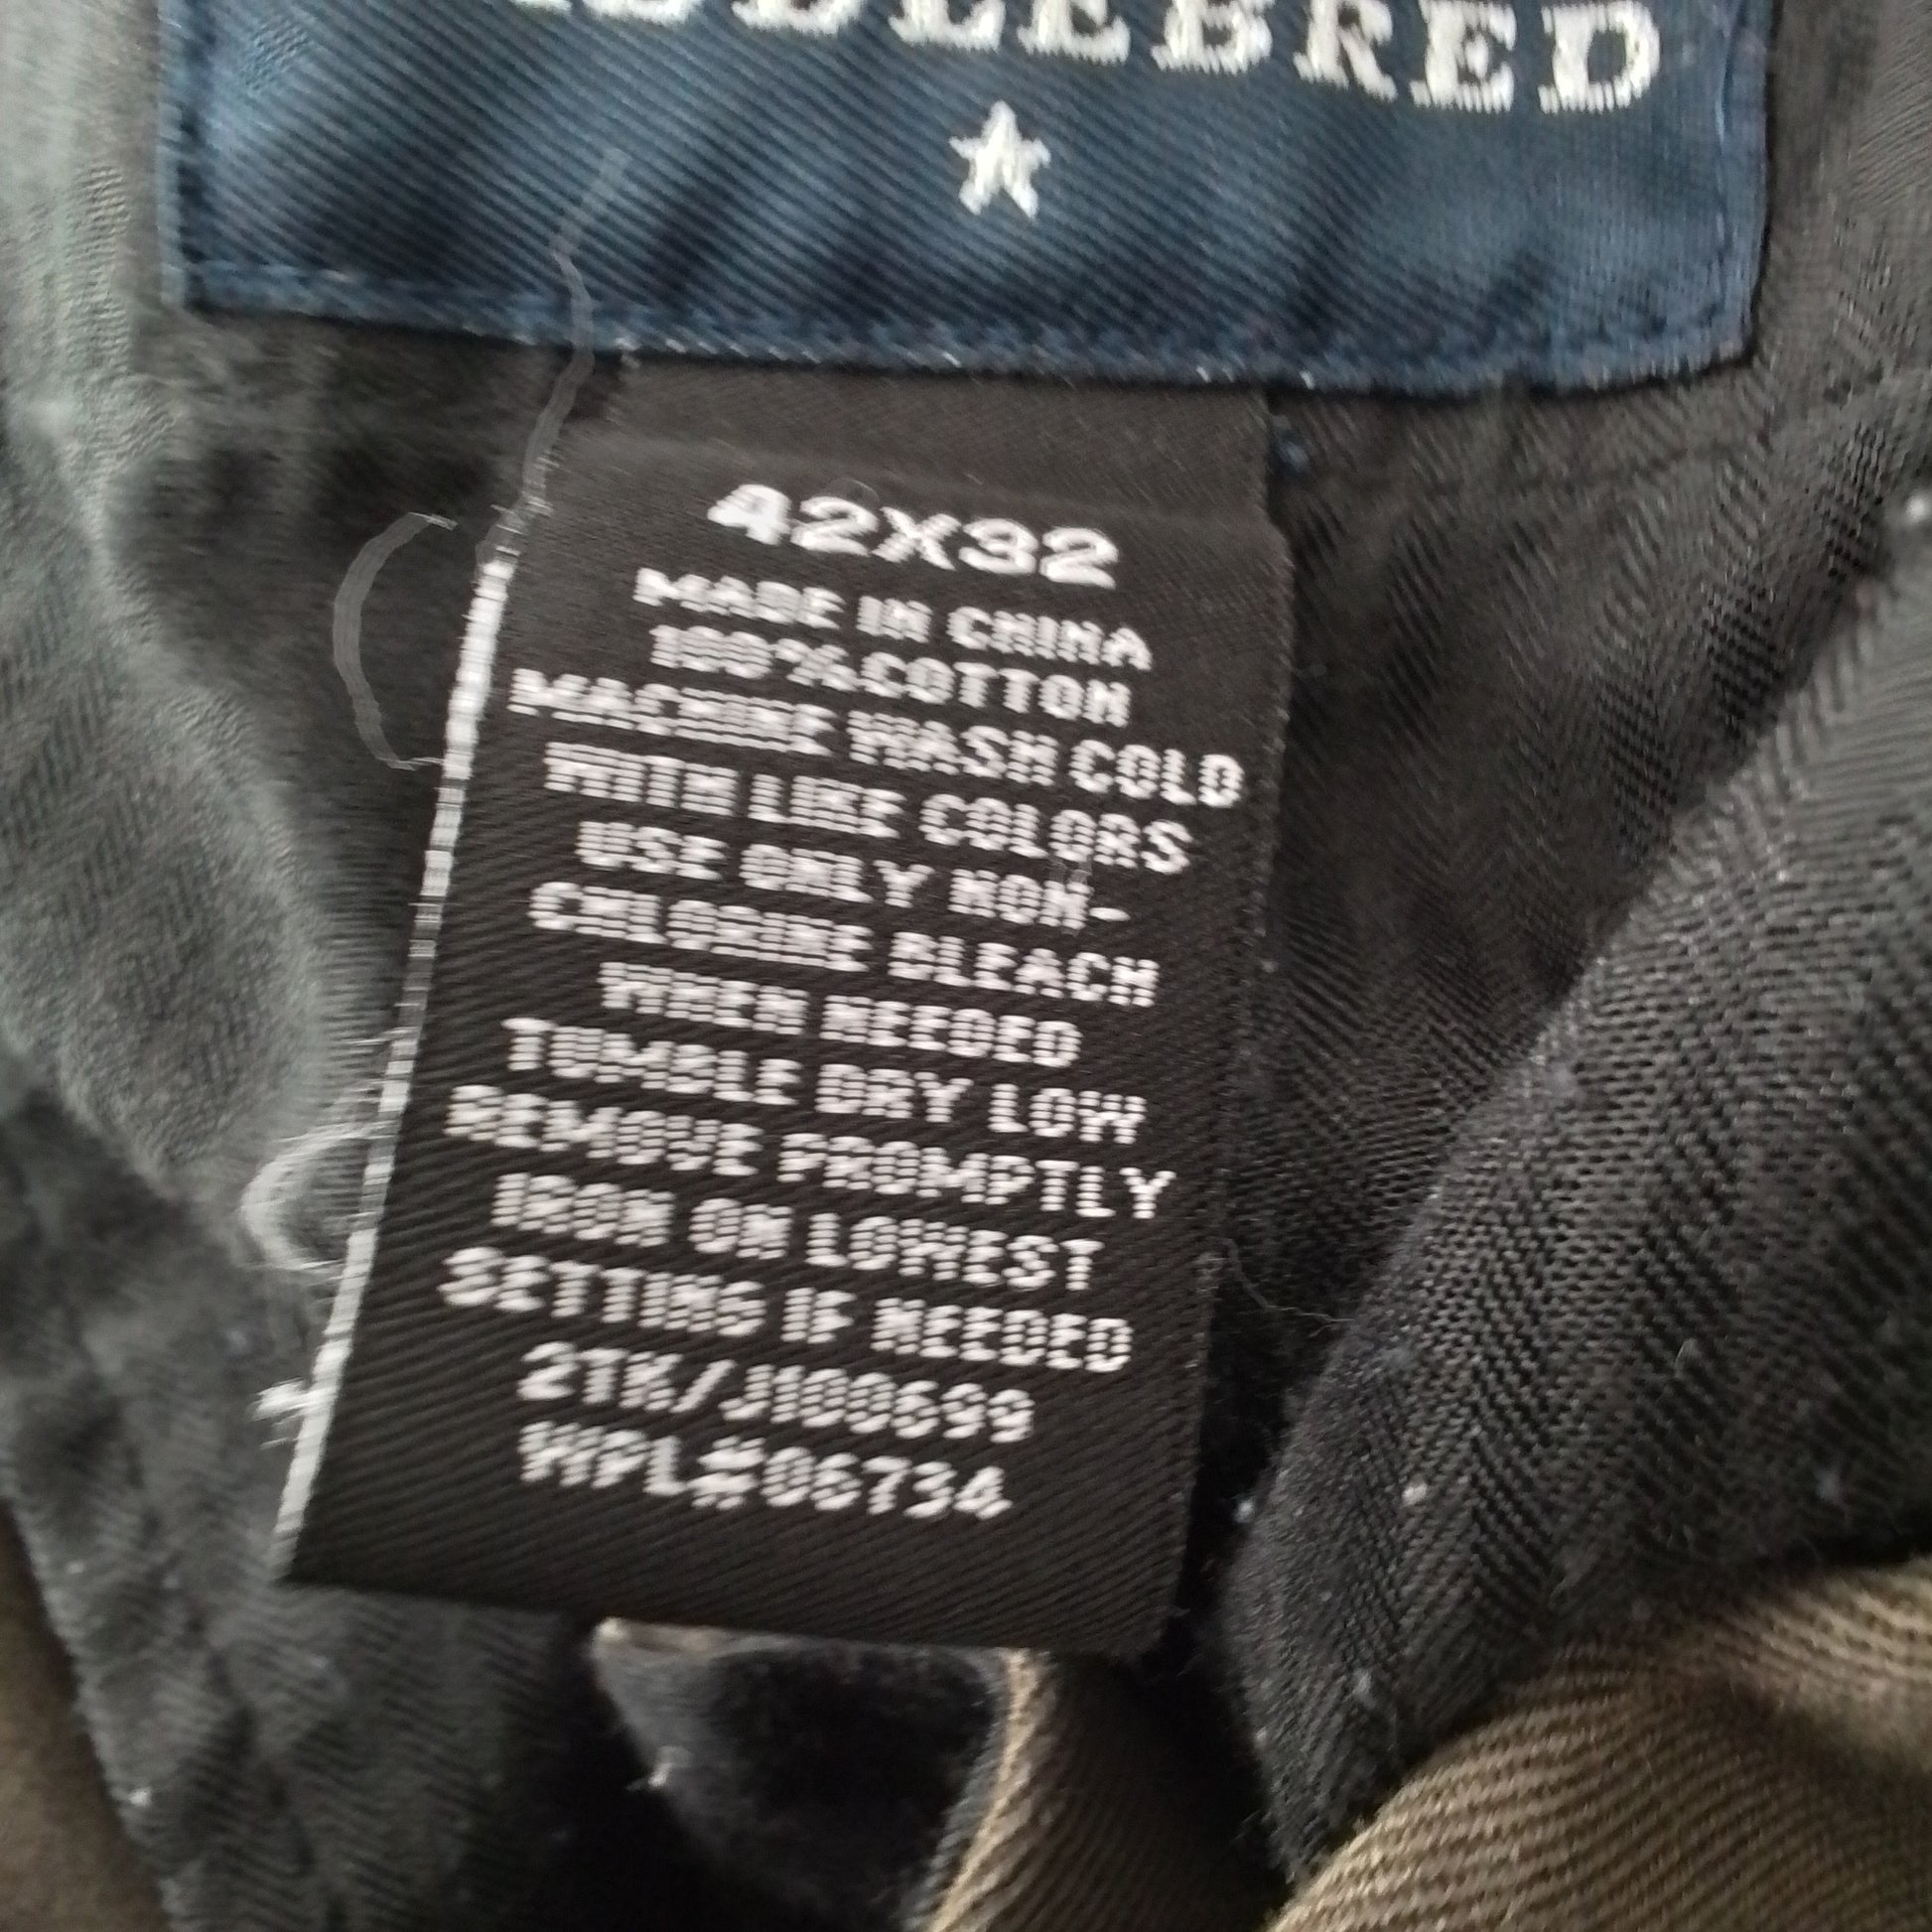 DLEBRED
42X32
MADE IN CHINA
100%COTTON
MACHINE WASH COLD
WITH LIKE COLORS
USE ONLY NON-
CHLORINE BLEACH
WHEN NEEDED
TUMBLE DRY LOW
REMOVE PROMPTLY
IRON ON LOWEST
SETTING IF NEEDED
2TK/J100699
WPL#06734